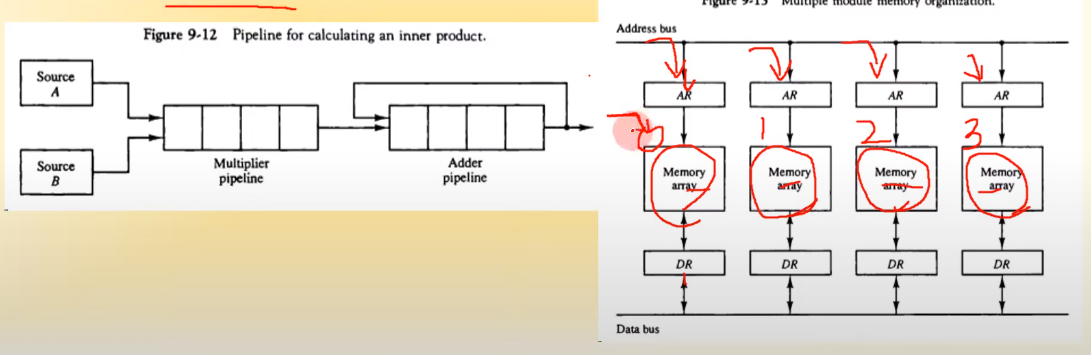 Figure 9-13 Multiple module memory organization.
Figure 9-12 Pipeline for calculating an inner product.
Source
A
Source
B
Multiplier
pipeline
Adder
pipeline
Address bus
AR
AR
AR
AR
0
1
2
3
Memory
array
Memory
array
Memory
array
Memory
array
DR
DR
DR
DR
Data bus